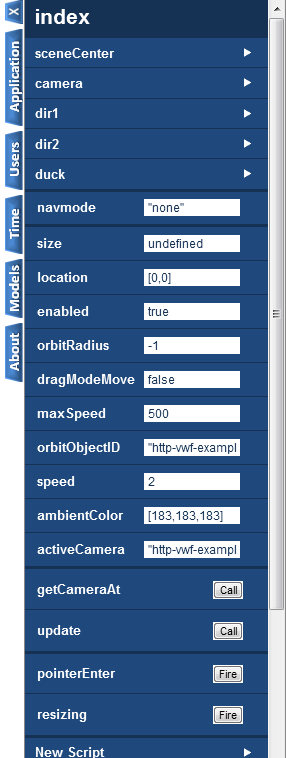 X
Application
Users
Time
Models
About
index
sceneCenter
camera
dir1
dir2
duck
navmode "none"
size undefined
location [0,0]
enabled true
orbitRadius -1
dragModeMove false
maxSpeed 500
orbitObjectID "http-vwf-exampl
speed 2
ambientColor [183,183,183]
activeCamera "http-vwf-exampl
getCameraAt Call
update Call
pointerEnter Fire
resizing Fire
New Script